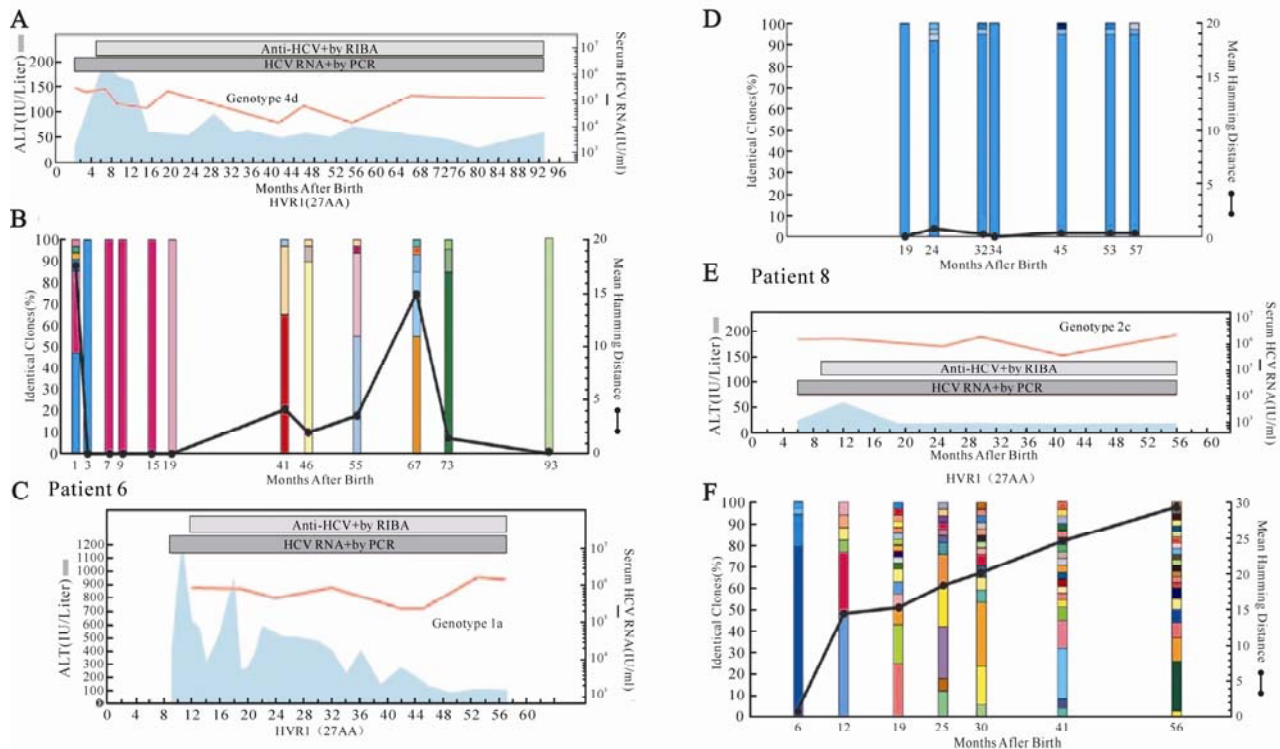 A
ALT(IU/Liter)
200
150
100
50
0
Anti-HCV+by RIBA
HCV RNA+by PCR
Genotype 4d
10⁷
10⁶
10⁵
10⁴
10³
Serum HCV RNA(IU/ml)
0 4 8 12 16 20 24 28 32 36 40 44 48 52 56 60 64 68 72 76 80 84 88 92 96
Months After Birth
HVR1(27AA)
B
Identical Clones(%)
100
90
80
70
60
50
40
30
20
10
0
20
15
10
5
0
Mean Hamming Distance
1 3 7 9 15 19 41 46 55 67 73 93
Months After Birth
C Patient 6
ALT(IU/Liter)
1200
1100
1000
900
800
700
600
500
400
300
200
100
0
Anti-HCV+by RIBA
HCV RNA+by PCR
Genotype 1a
10⁷
10⁶
10⁵
10⁴
10³
Serum HCV RNA(IU/ml)
0 4 8 12 16 20 24 28 32 36 40 44 48 52 56 60
HVR1 (27AA)
D
Identical Clones(%)
100
90
80
70
60
50
40
30
20
10
0
20
15
10
5
0
Mean Hamming Distance
19 24 32 34 45 53 57
Months After Birth
E Patient 8
ALT(IU/Liter)
200
150
100
50
0
Genotype 2c
Anti-HCV+by RIBA
HCV RNA+by PCR
10⁷
10⁶
10⁷
10⁴
10³
Serum HCV RNA(IU/ml)
0 4 8 12 16 20 24 28 32 36 40 44 48 52 56 60
Months After Birth
HVR1（27AA）
F
Identical Clones(%)
100
90
80
70
60
50
40
30
20
10
0
30
25
20
15
10
5
0
Mean Hamming Distance
6 12 19 25 30 41 56
Months After Birth